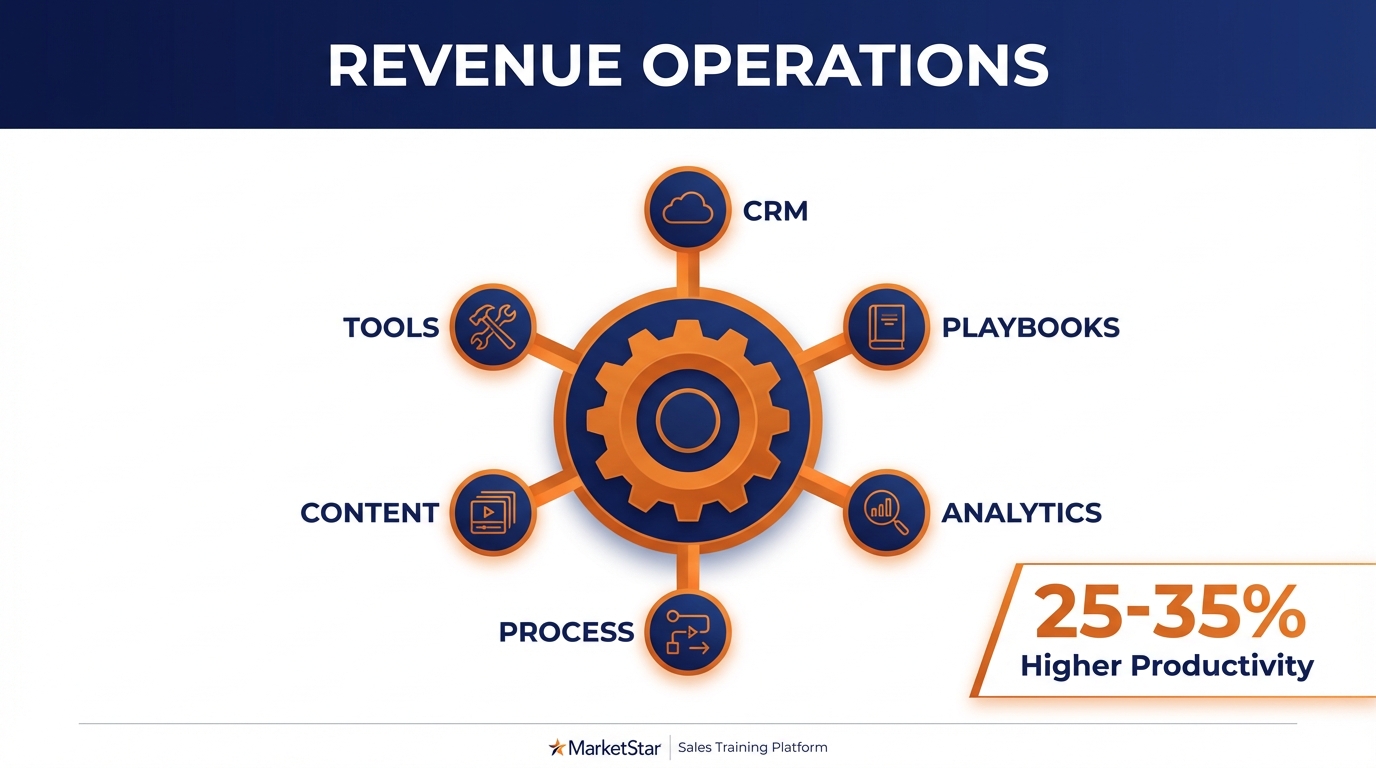 REVENUE OPERATIONS
CRM
TOOLS
PLAYBOOKS
CONTENT
ANALYTICS
PROCESS
25-35%
Higher Productivity
MarketStar | Sales Training Platform